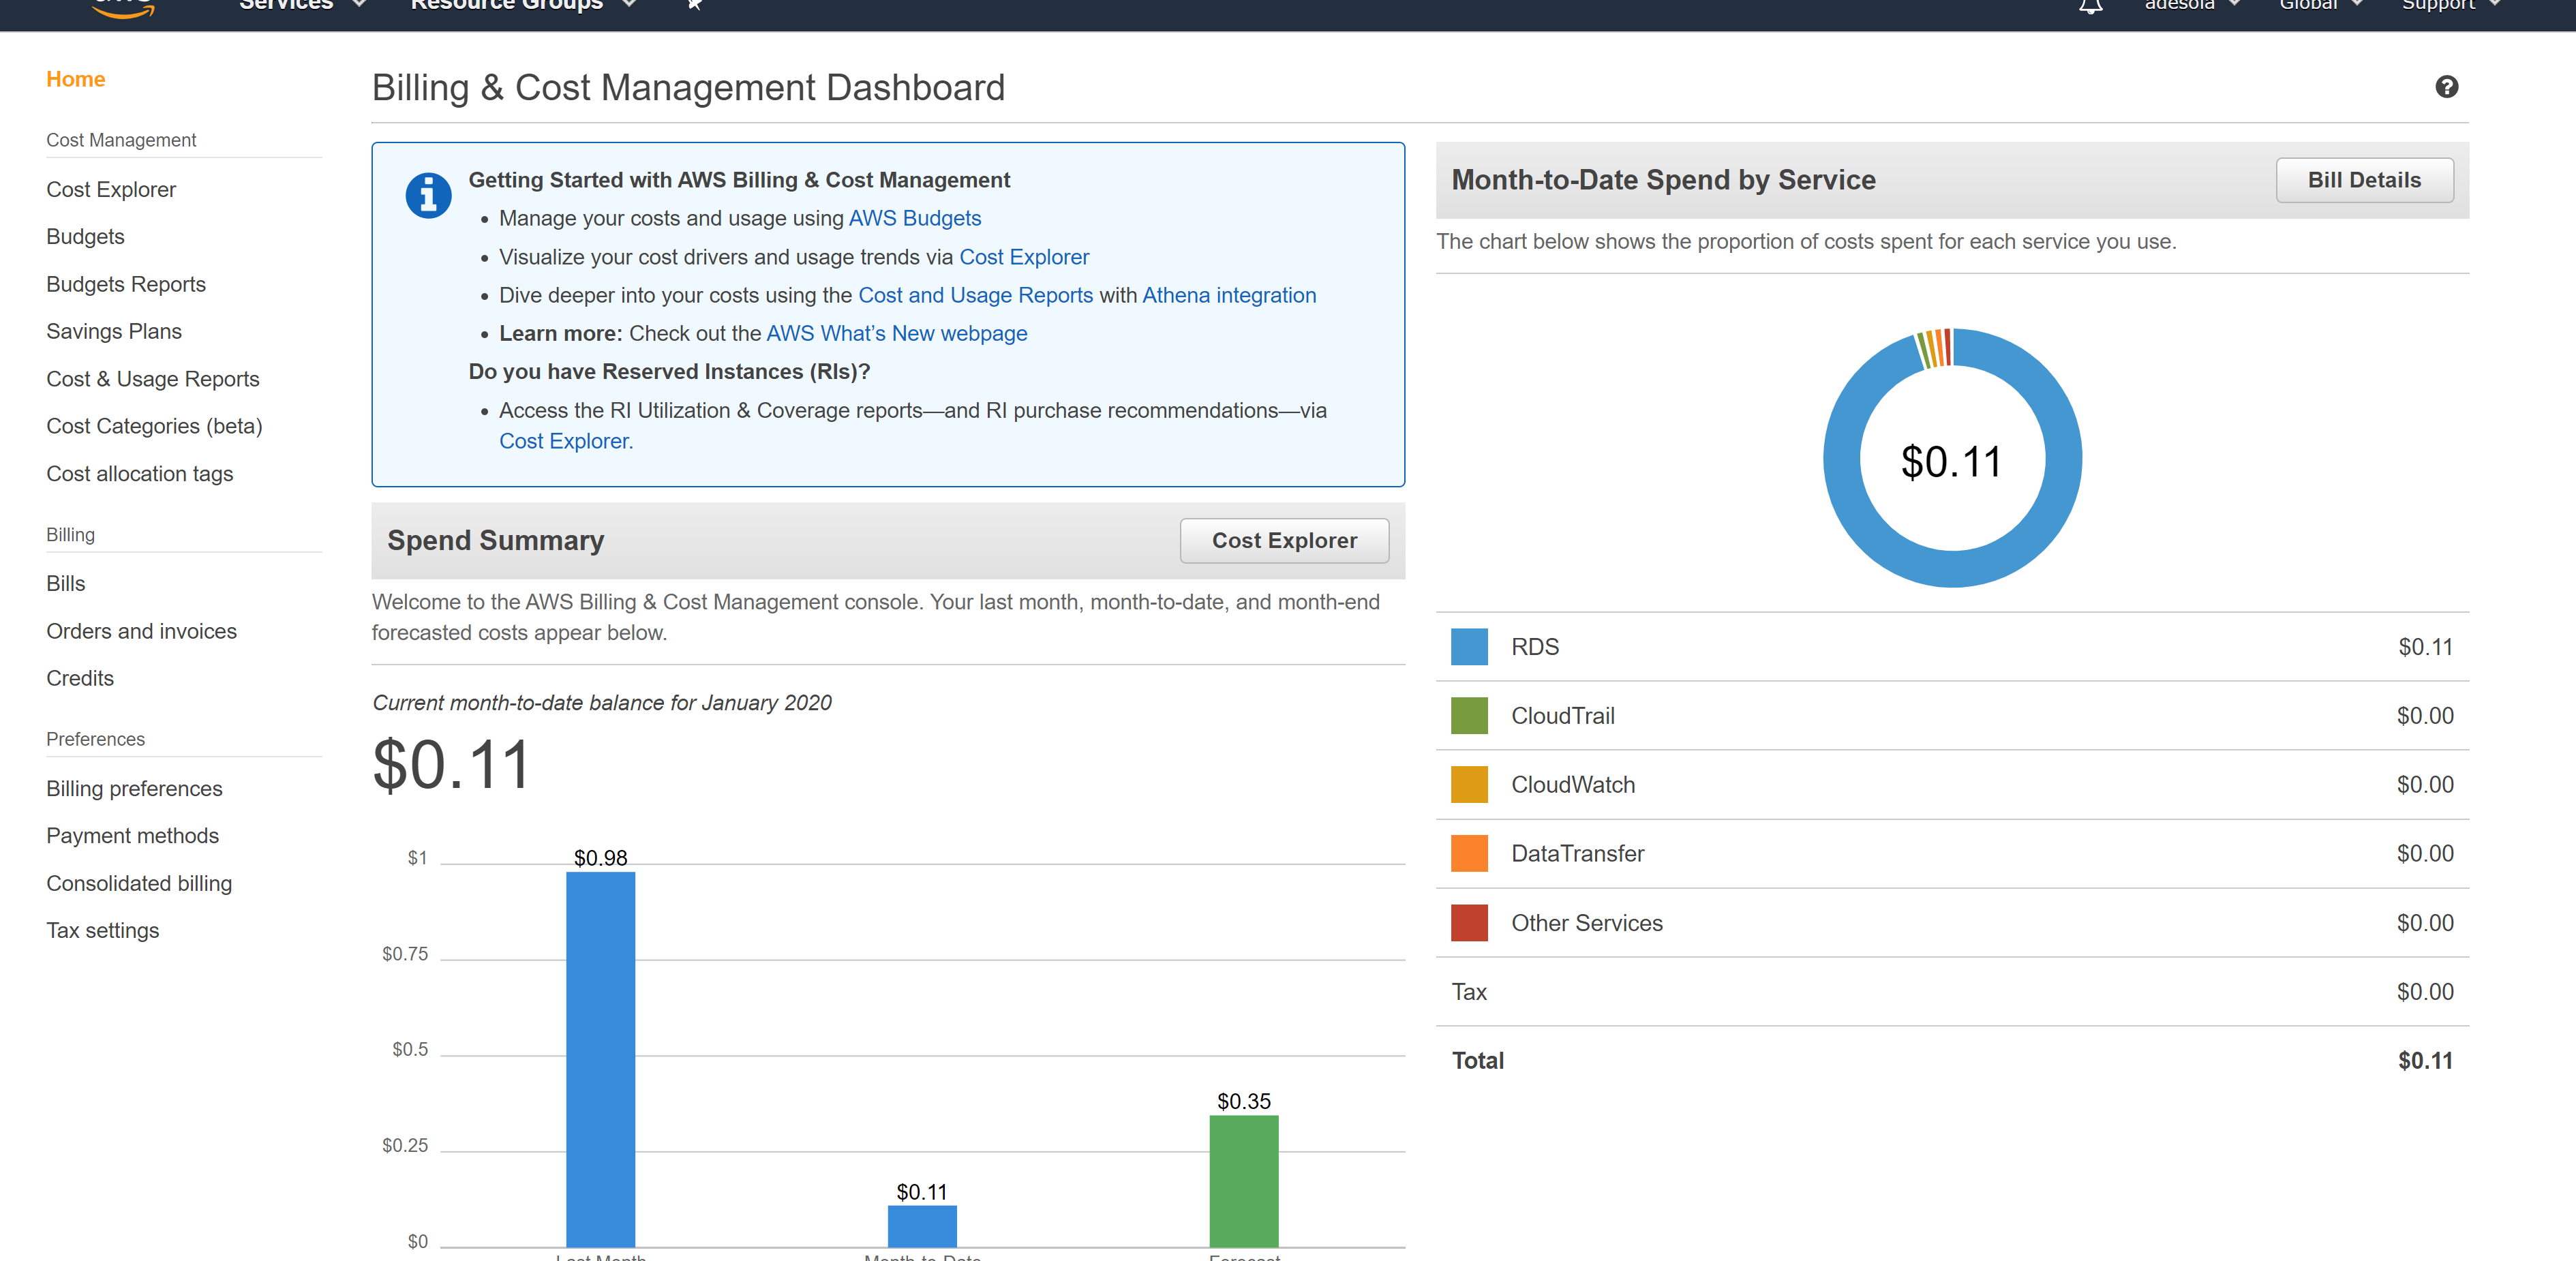 aws Services Resource Groups adesola Global Support
Home
Cost Management
Cost Explorer
Budgets
Budgets Reports
Savings Plans
Cost & Usage Reports
Cost Categories (beta)
Cost allocation tags
Billing
Bills
Orders and invoices
Credits
Preferences
Billing preferences
Payment methods
Consolidated billing
Tax settings
Billing & Cost Management Dashboard
?
Getting Started with AWS Billing & Cost Management
Manage your costs and usage using AWS Budgets
Visualize your cost drivers and usage trends via Cost Explorer
Dive deeper into your costs using the Cost and Usage Reports with Athena integration
Learn more: Check out the AWS What’s New webpage
Do you have Reserved Instances (RIs)?
Access the RI Utilization & Coverage reports—and RI purchase recommendations—via
Cost Explorer.
Spend Summary
Cost Explorer
Welcome to the AWS Billing & Cost Management console. Your last month, month-to-date, and month-end
forecasted costs appear below.
Current month-to-date balance for January 2020
$0.11
$1
$0.75
$0.5
$0.25
$0
$0.98
$0.11
$0.35
Last Month Month-to-Date Forecast
Month-to-Date Spend by Service
Bill Details
The chart below shows the proportion of costs spent for each service you use.
$0.11
RDS $0.11
CloudTrail $0.00
CloudWatch $0.00
DataTransfer $0.00
Other Services $0.00
Tax $0.00
Total $0.11